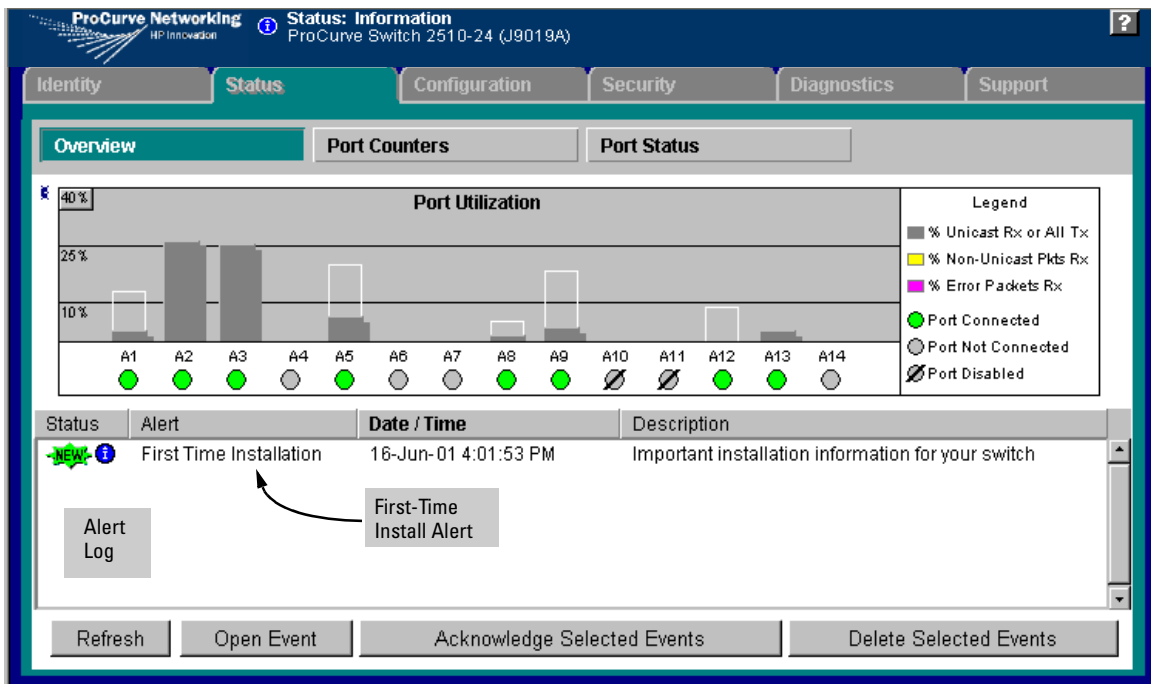 ProCurve Networking
HP Innovation
Status: Information
ProCurve Switch 2510-24 (J9019A)
?
Identity
Status
Configuration
Security
Diagnostics
Support
Overview
Port Counters
Port Status
Port Utilization
40%
25%
10%
A1 A2 A3 A4 A5 A6 A7 A8 A9 A10 A11 A12 A13 A14
Legend
% Unicast Rx or All Tx
% Non-Unicast Pkts Rx
% Error Packets Rx
Port Connected
Port Not Connected
Port Disabled
Status Alert Date / Time Description
NEW! First Time Installation 16-Jun-01 4:01:53 PM Important installation information for your switch
First-Time
Install Alert
Alert
Log
Refresh
Open Event
Acknowledge Selected Events
Delete Selected Events